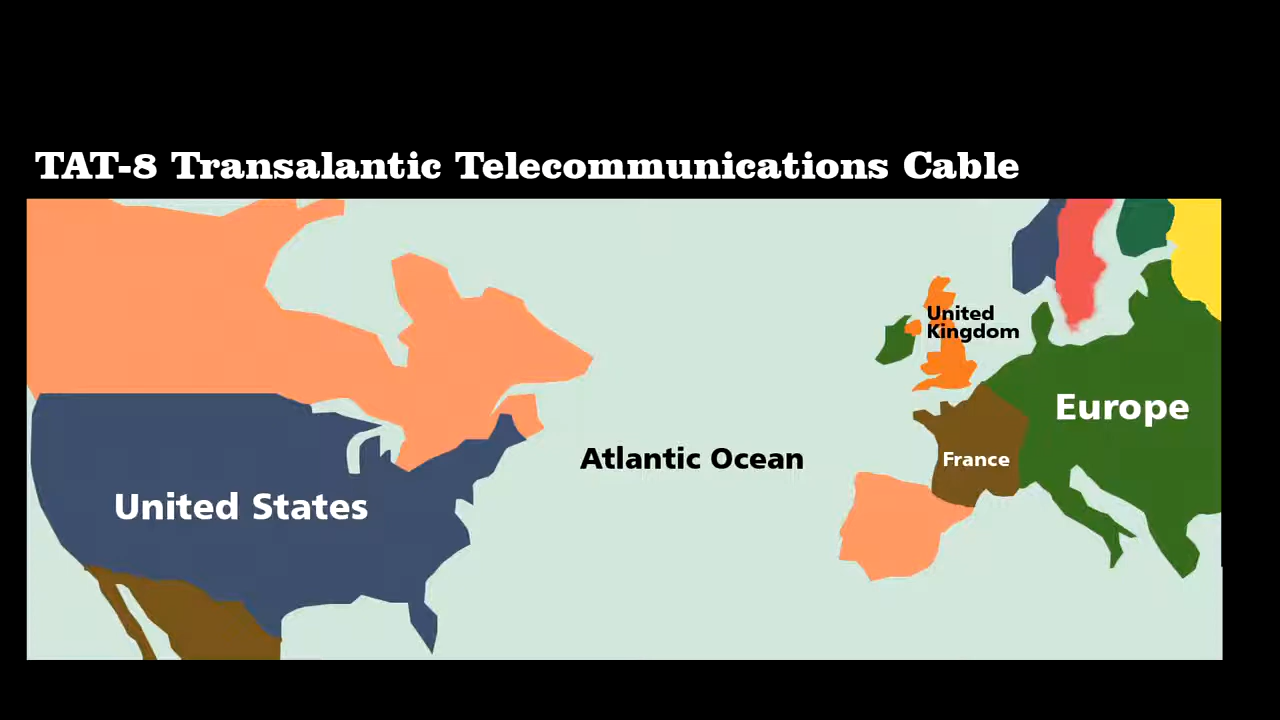 TAT-8 Transalantic Telecommunications Cable
United
Kingdom
Europe
Atlantic Ocean
France
United States